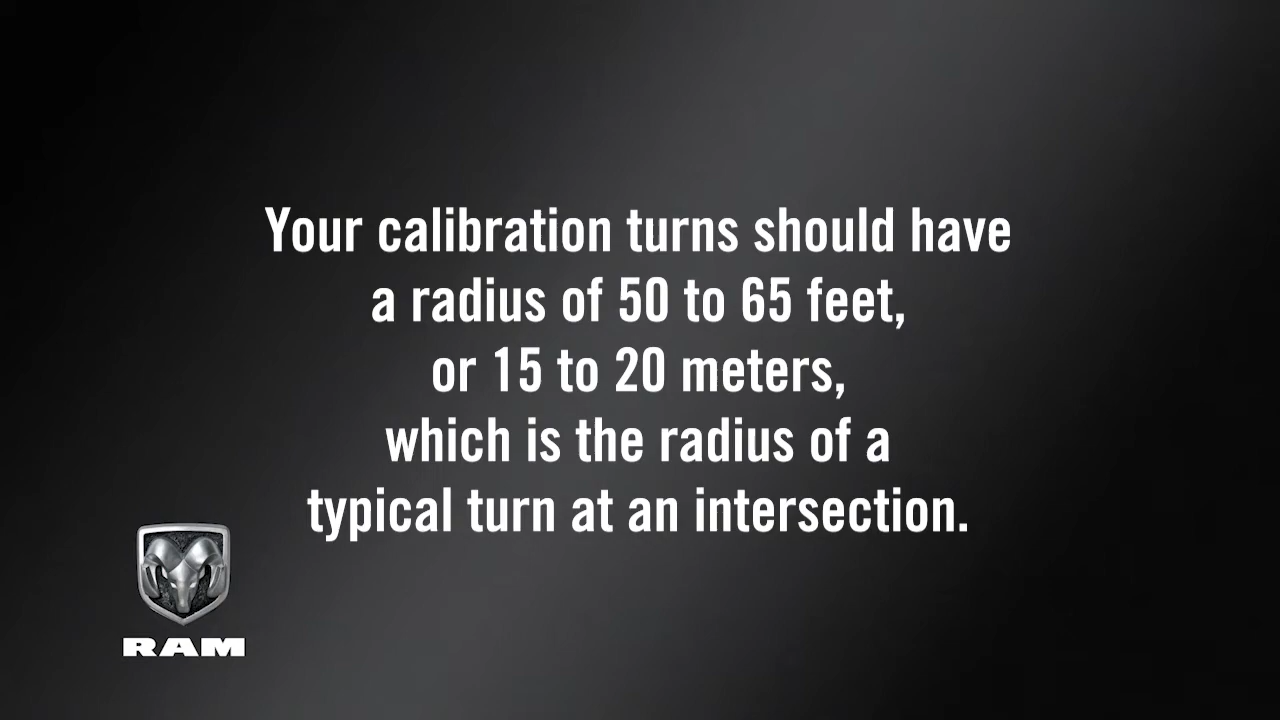 Your calibration turns should have
a radius of 50 to 65 feet,
or 15 to 20 meters,
which is the radius of a
typical turn at an intersection.
RAM